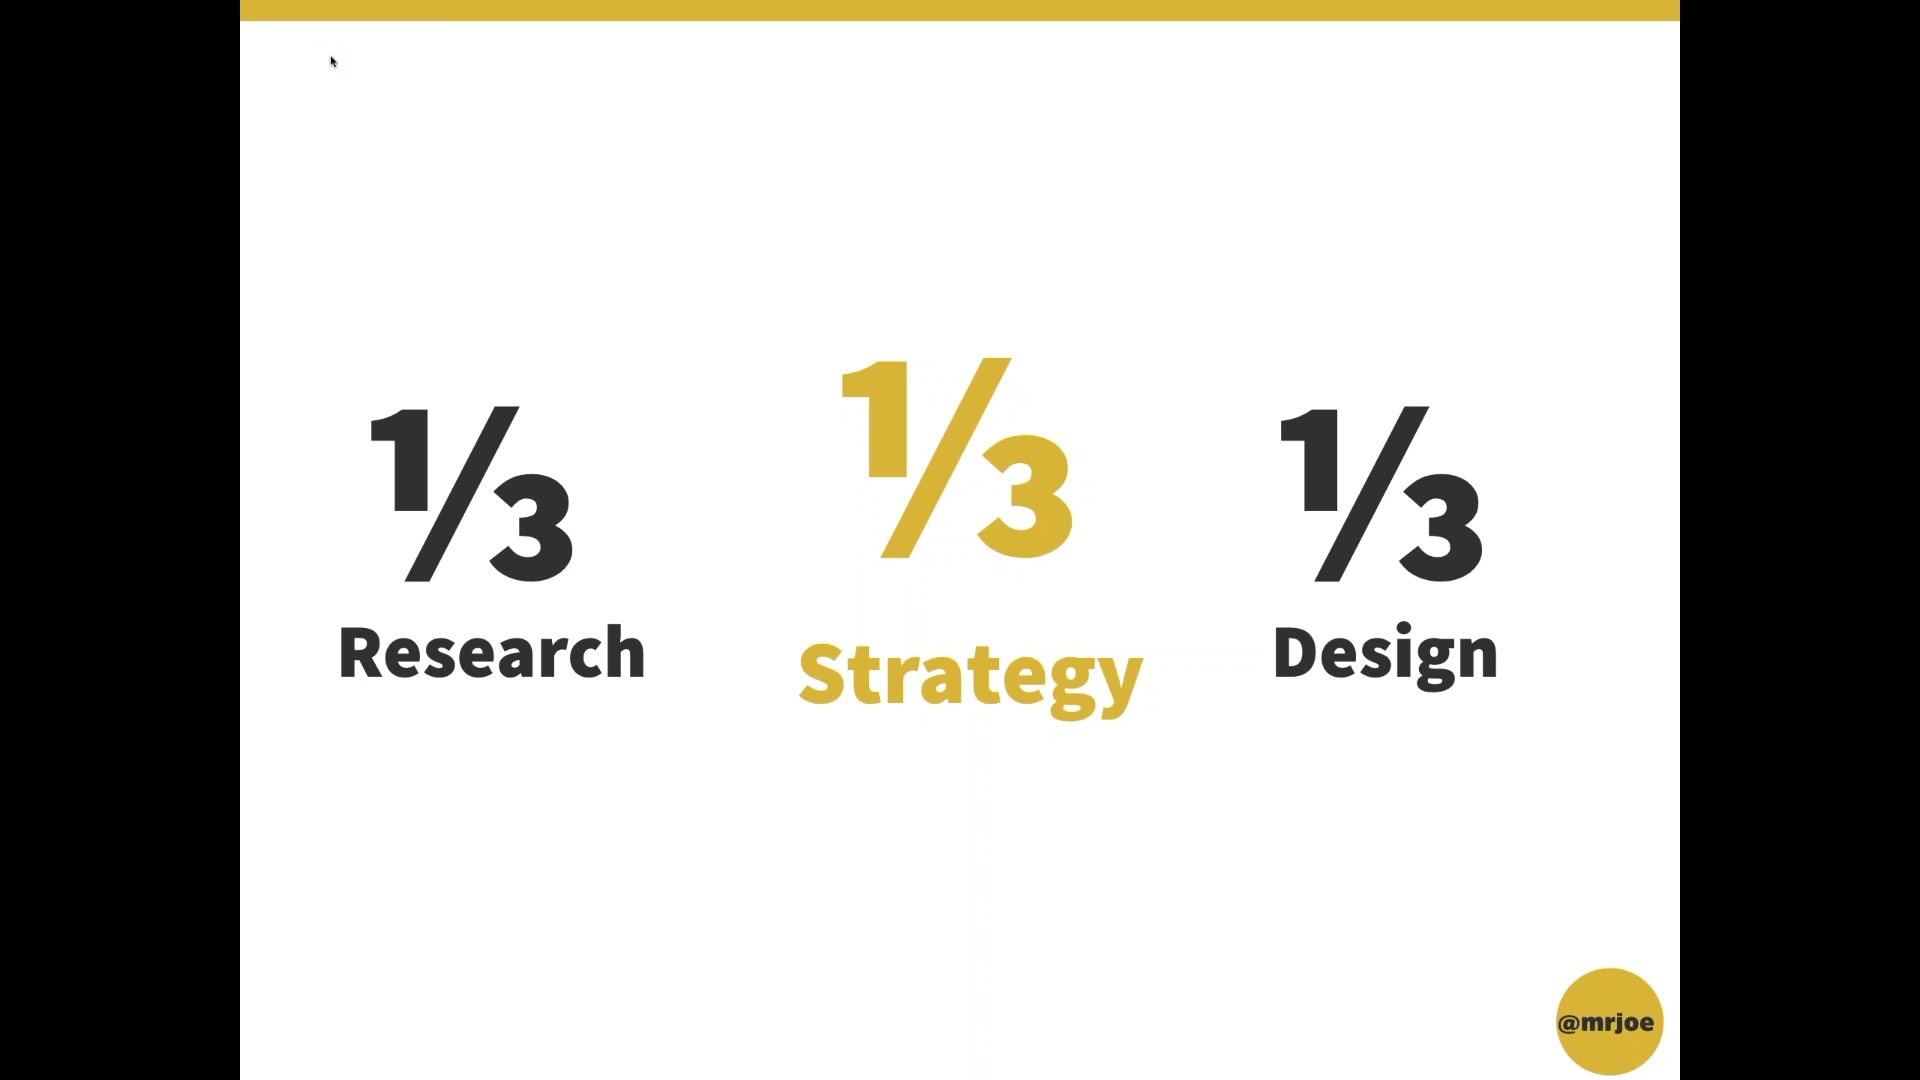 ⅓ ⅓ ⅓
Research Strategy Design
@mrjoe